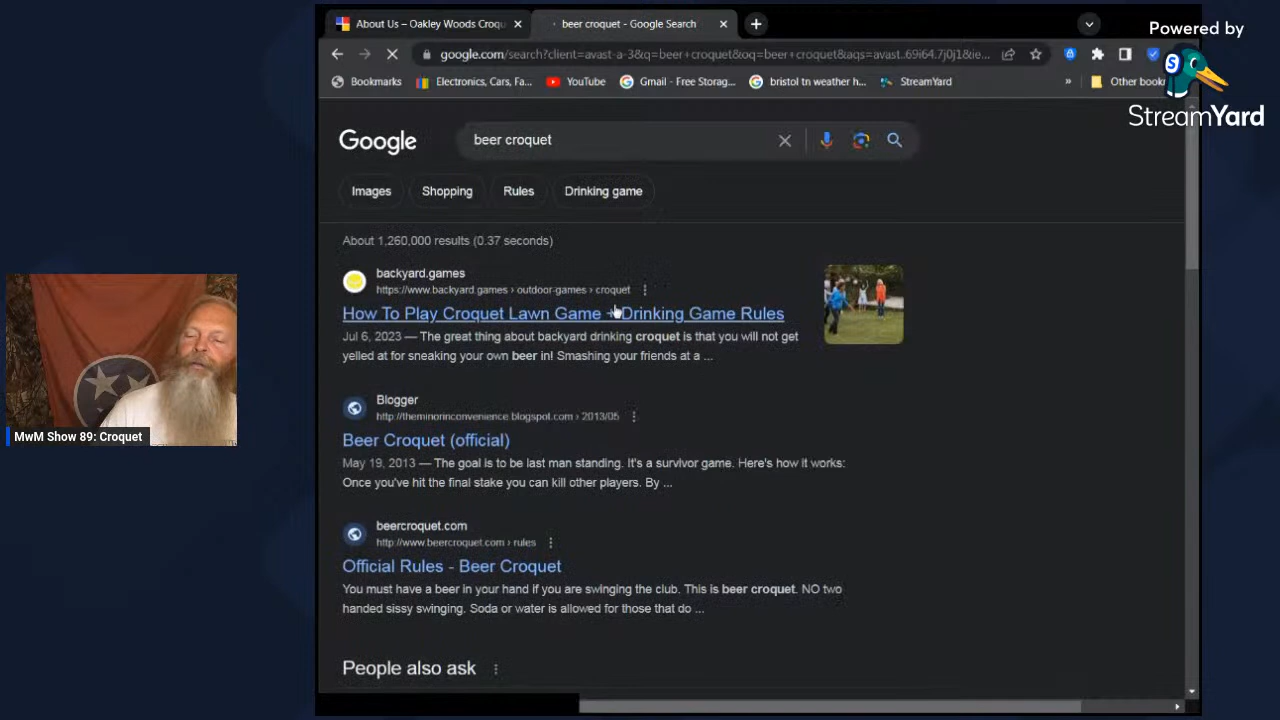 About Us – Oakley Woods Croqu
beer croquet - Google Search
Powered by
StreamYard
google.com/search?client=avast-a-3&q=beer+croquet&oq=beer+croquet&aqs=avast..69i64.7j0j1&ie...
Bookmarks
Electronics, Cars, Fa...
YouTube
Gmail - Free Storag...
bristol tn weather h...
StreamYard
»
Other bookm
Google
beer croquet
Images
Shopping
Rules
Drinking game
About 1,260,000 results (0.37 seconds)
backyard.games
https://www.backyard.games › outdoor-games › croquet
How To Play Croquet Lawn Game + Drinking Game Rules
Jul 6, 2023 — The great thing about backyard drinking croquet is that you will not get
yelled at for sneaking your own beer in! Smashing your friends at a ...
Blogger
http://theminorinconvenience.blogspot.com › 2013/05
Beer Croquet (official)
May 19, 2013 — The goal is to be last man standing. It's a survivor game. Here's how it works:
Once you've hit the final stake you can kill other players. By ...
beercroquet.com
http://www.beercroquet.com › rules
Official Rules - Beer Croquet
You must have a beer in your hand if you are swinging the club. This is beer croquet. NO two
handed sissy swinging. Soda or water is allowed for those that do ...
People also ask
MwM Show 89: Croquet